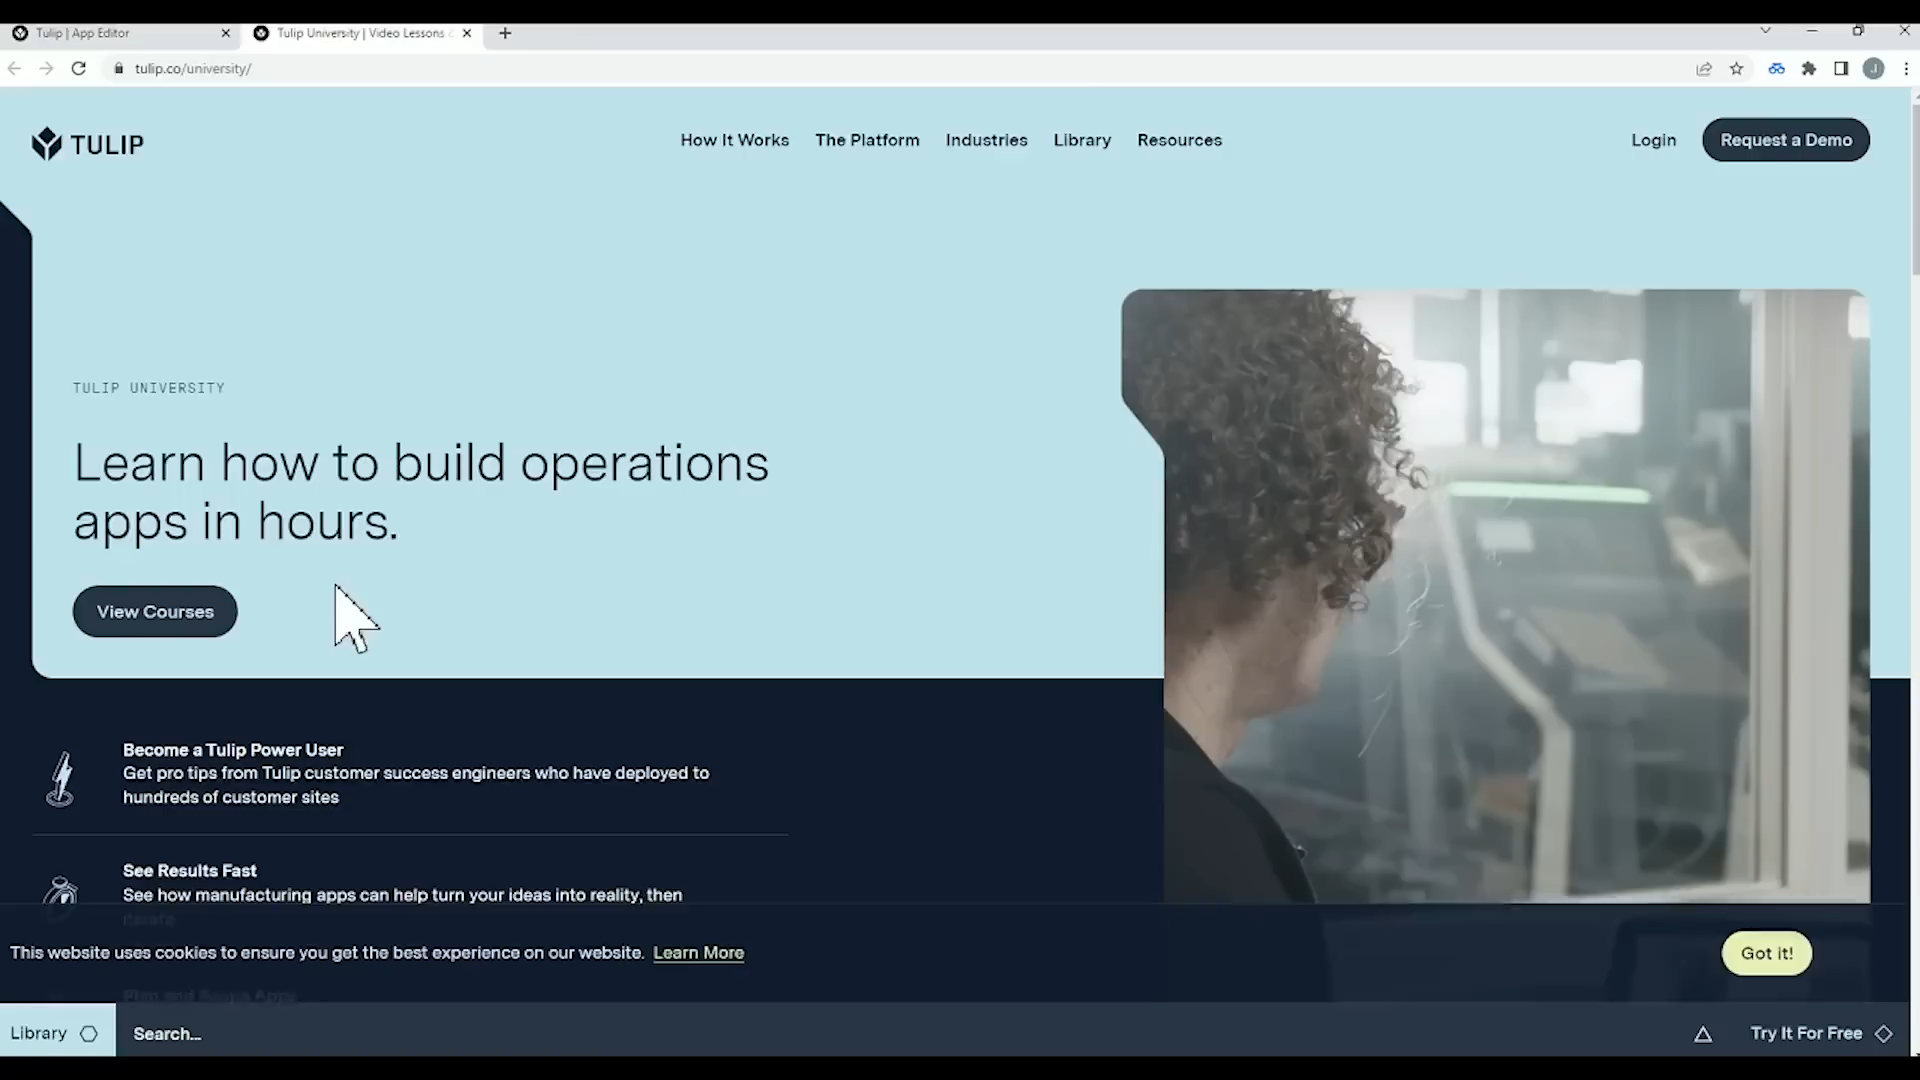 Tulip | App Editor
Tulip University | Video Lessons
tulip.co/university/
J
TULIP
How It Works The Platform Industries Library Resources
Login Request a Demo
TULIP UNIVERSITY
Learn how to build operations
apps in hours.
View Courses
Become a Tulip Power User
Get pro tips from Tulip customer success engineers who have deployed to
hundreds of customer sites
See Results Fast
See how manufacturing apps can help turn your ideas into reality, then
iterate
This website uses cookies to ensure you get the best experience on our website. Learn More
Got it!
Library
Search...
Try It For Free